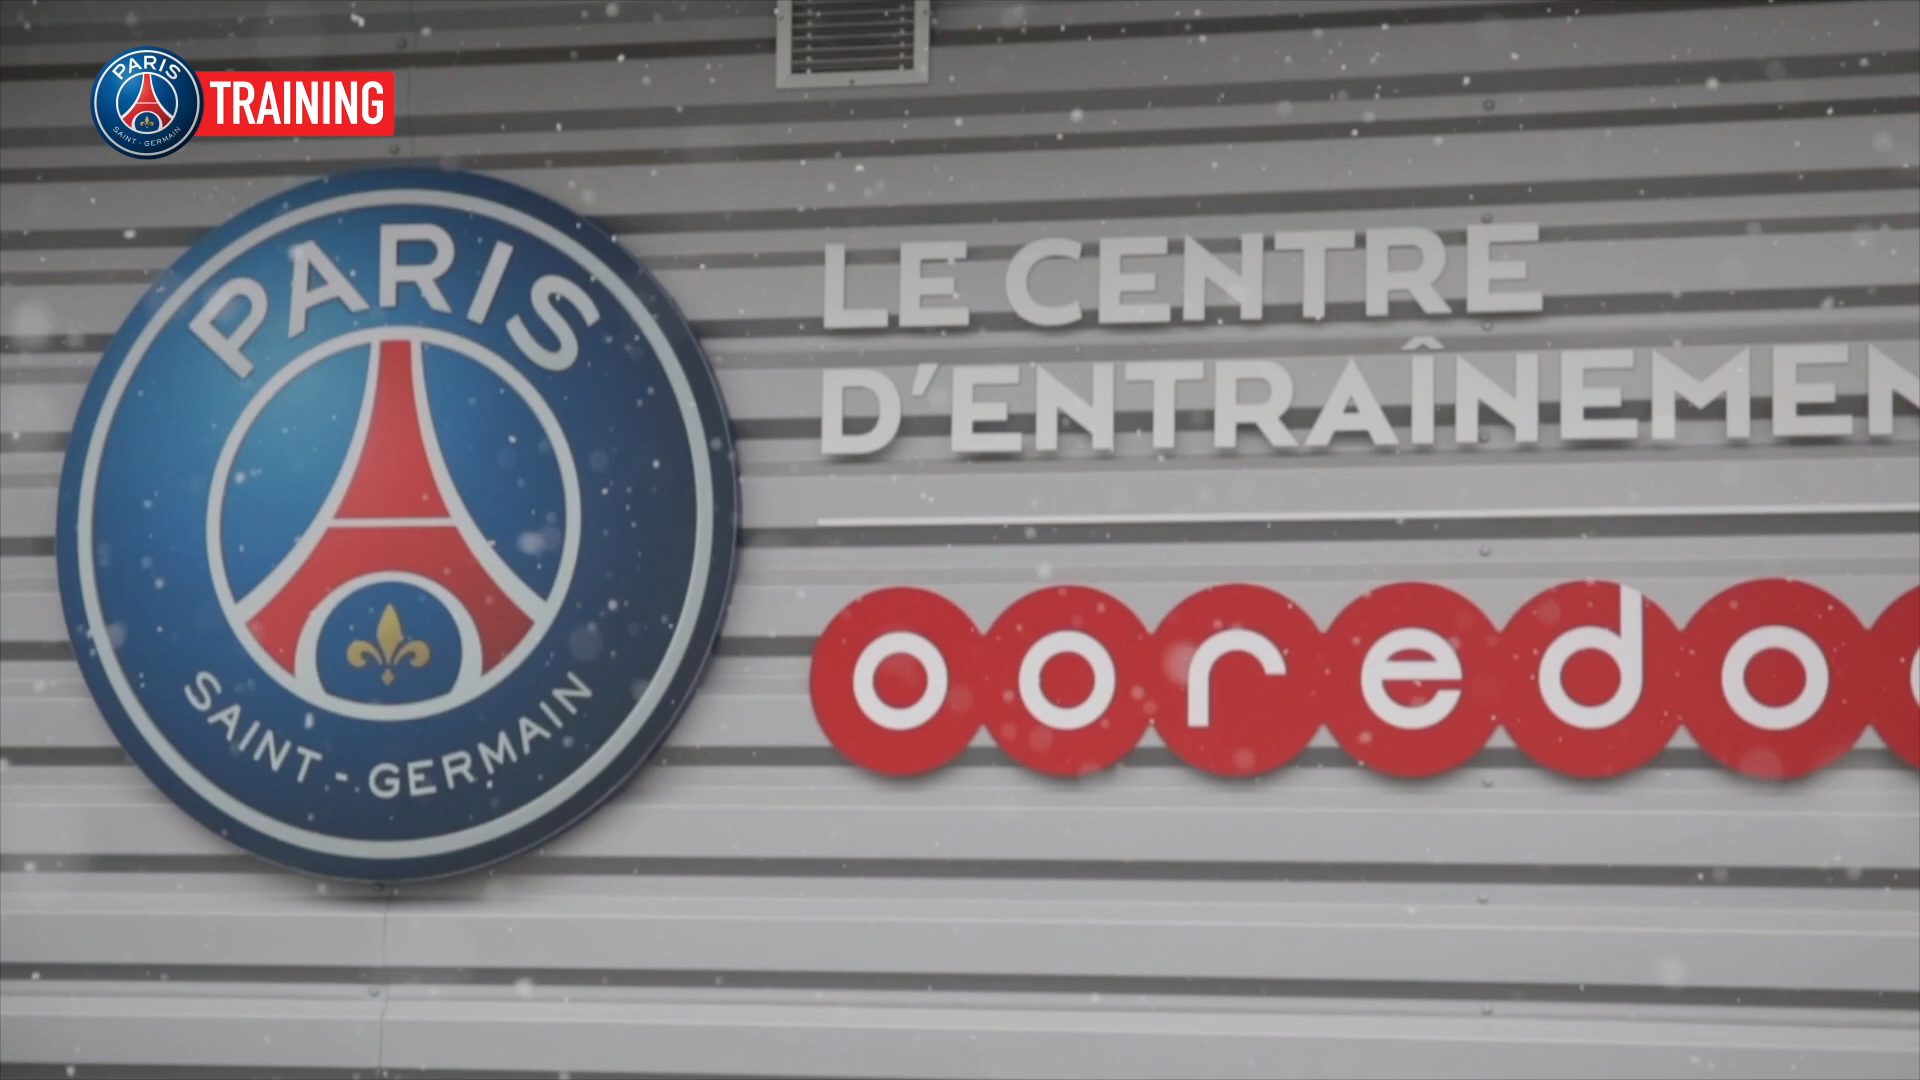 PARIS
SAINT-GERMAIN
TRAINING
PARIS
SAINT-GERMAIN
LE CENTRE
D'ENTRAÎNEMEN
ooredo